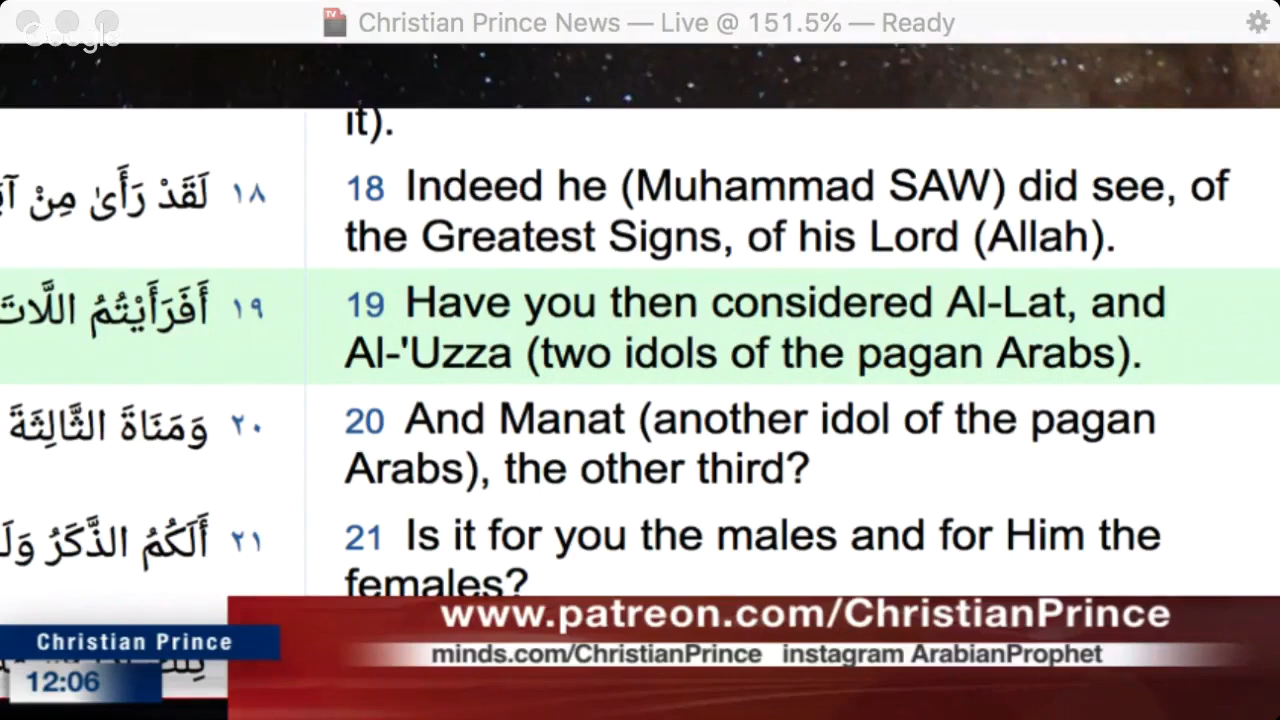 Christian Prince News — Live @ 151.5% — Ready
Google
it).
١٨ لَقَدْ رَأَىٰ مِنْ
18 Indeed he (Muhammad SAW) did see, of
the Greatest Signs, of his Lord (Allah).
١٩ أَفَرَأَيْتُمُ اللَّاتَ
19 Have you then considered Al-Lat, and
Al-'Uzza (two idols of the pagan Arabs).
٢٠ وَمَنَاةَ الثَّالِثَةَ
20 And Manat (another idol of the pagan
Arabs), the other third?
٢١ أَلَكُمُ الذَّكَرُ
21 Is it for you the males and for Him the
females?
www.patreon.com/ChristianPrince
Christian Prince
minds.com/ChristianPrince instagram ArabianProphet
12:06